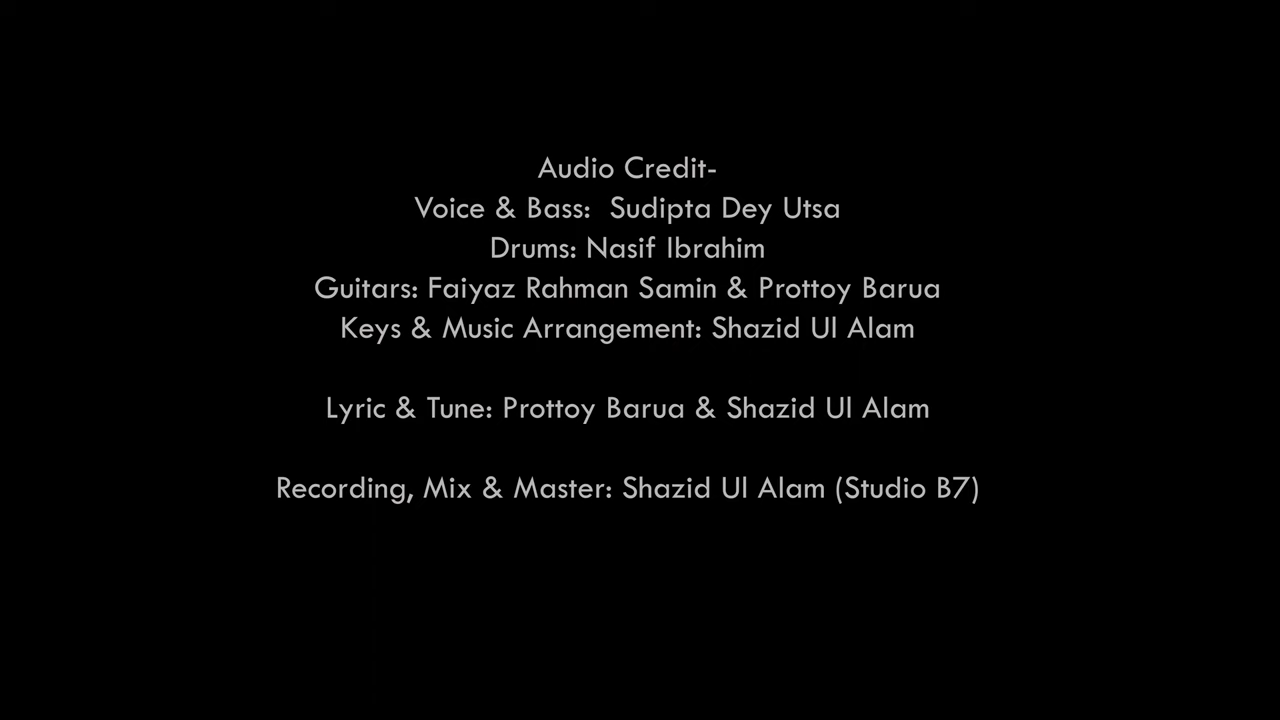 Audio Credit-
Voice & Bass:  Sudipta Dey Utsa
Drums: Nasif Ibrahim
Guitars: Faiyaz Rahman Samin & Prottoy Barua
Keys & Music Arrangement: Shazid Ul Alam
Lyric & Tune: Prottoy Barua & Shazid Ul Alam
Recording, Mix & Master: Shazid Ul Alam (Studio B7)